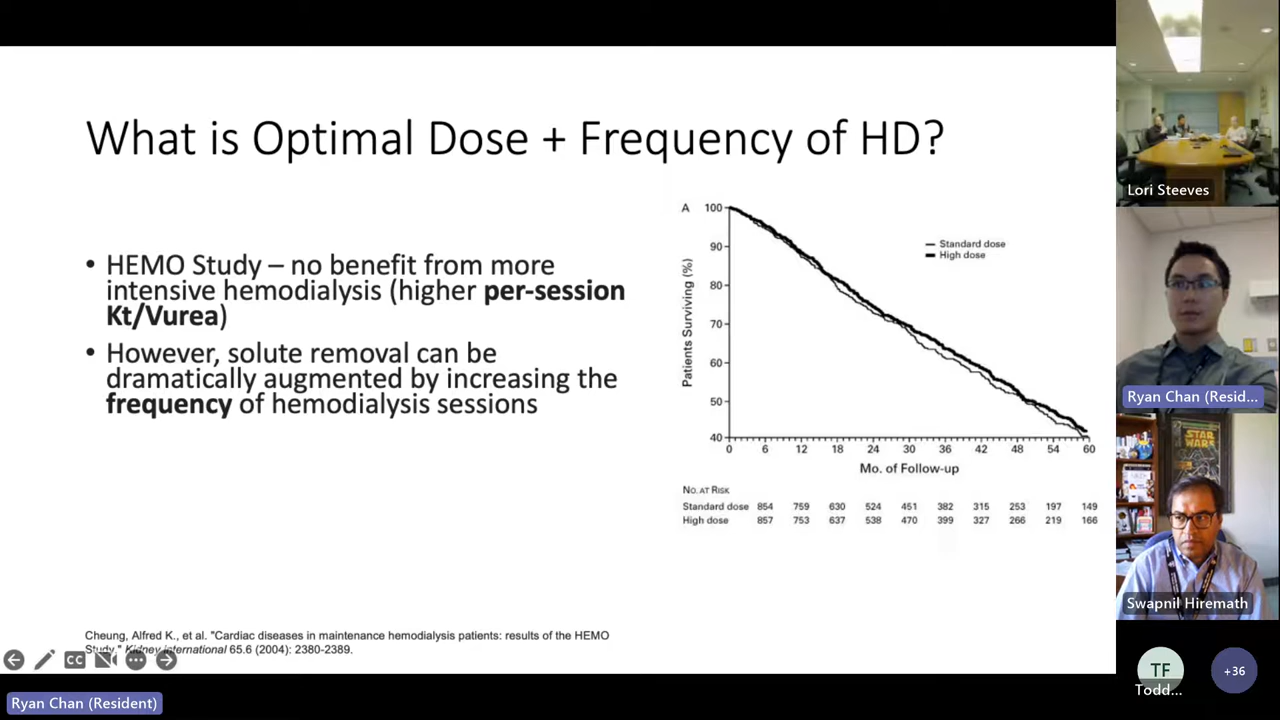 What is Optimal Dose + Frequency of HD?
• HEMO Study – no benefit from more
intensive hemodialysis (higher per-session
Kt/Vurea)
• However, solute removal can be
dramatically augmented by increasing the
frequency of hemodialysis sessions
A
100
90
80
70
60
50
40
Patients Surviving (%)
Standard dose
High dose
0 6 12 18 24 30 36 42 48 54 60
Mo. of Follow-up
No. at Risk
Standard dose 854 759 630 524 451 382 315 253 197 149
High dose 857 753 637 538 470 399 327 266 219 166
Cheung, Alfred K., et al. "Cardiac diseases in maintenance hemodialysis patients: results of the HEMO
Study." Kidney international 65.6 (2004): 2380-2389.
CC
Ryan Chan (Resident)
Lori Steeves
Ryan Chan (Resid...
STAR
WARS
Swapnil Hiremath
TF
Todd...
+36